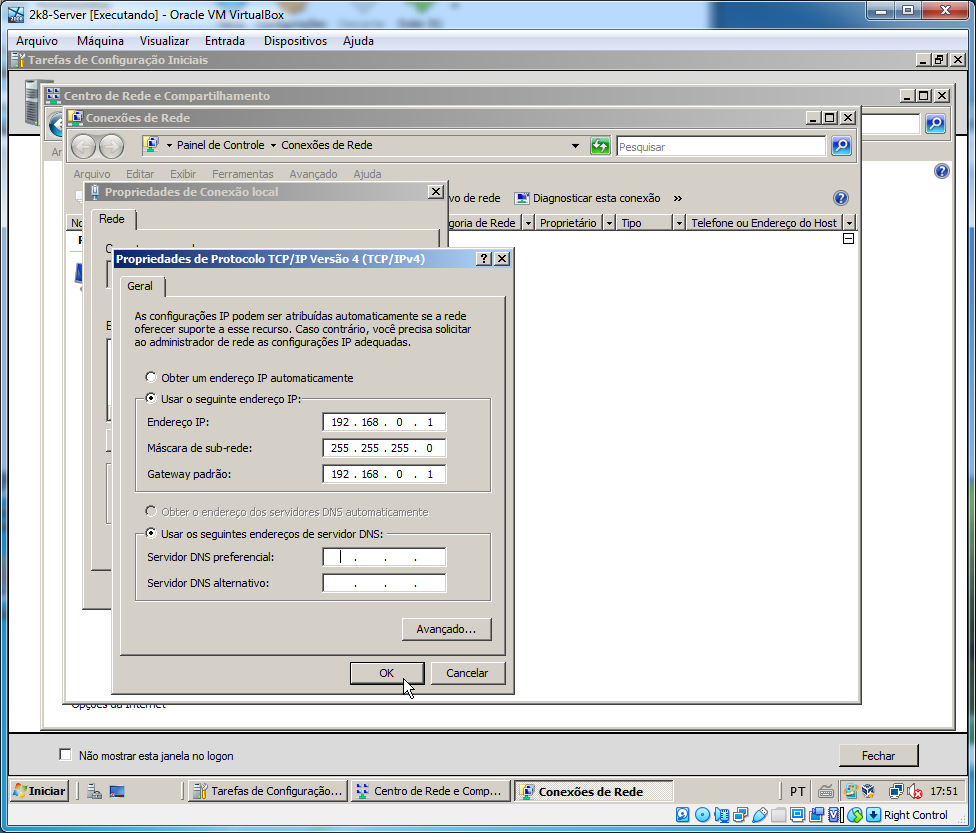 2k8-Server [Executando] - Oracle VM VirtualBox
Arquivo Máquina Visualizar Entrada Dispositivos Ajuda
Tarefas de Configuração Iniciais
Centro de Rede e Compartilhamento
Conexões de Rede
Painel de Controle Conexões de Rede Pesquisar
Arquivo Editar Exibir Ferramentas Avançado Ajuda
Propriedades de Conexão local
vo de rede Diagnosticar esta conexão »
Rede
goria de Rede Proprietário Tipo Telefone ou Endereço do Host
Propriedades de Protocolo TCP/IP Versão 4 (TCP/IPv4)
Geral
As configurações IP podem ser atribuídas automaticamente se a rede
oferecer suporte a esse recurso. Caso contrário, você precisa solicitar
ao administrador de rede as configurações IP adequadas.
Obter um endereço IP automaticamente
Usar o seguinte endereço IP:
Endereço IP: 192 . 168 . 0 . 1
Máscara de sub-rede: 255 . 255 . 255 . 0
Gateway padrão: 192 . 168 . 0 . 1
Obter o endereço dos servidores DNS automaticamente
Usar os seguintes endereços de servidor DNS:
Servidor DNS preferencial: . . .
Servidor DNS alternativo: . . .
Avançado...
OK Cancelar
Opções da Internet
Não mostrar esta janela no logon Fechar
Iniciar Tarefas de Configuração... Centro de Rede e Comp... Conexões de Rede PT 17:51
Right Control